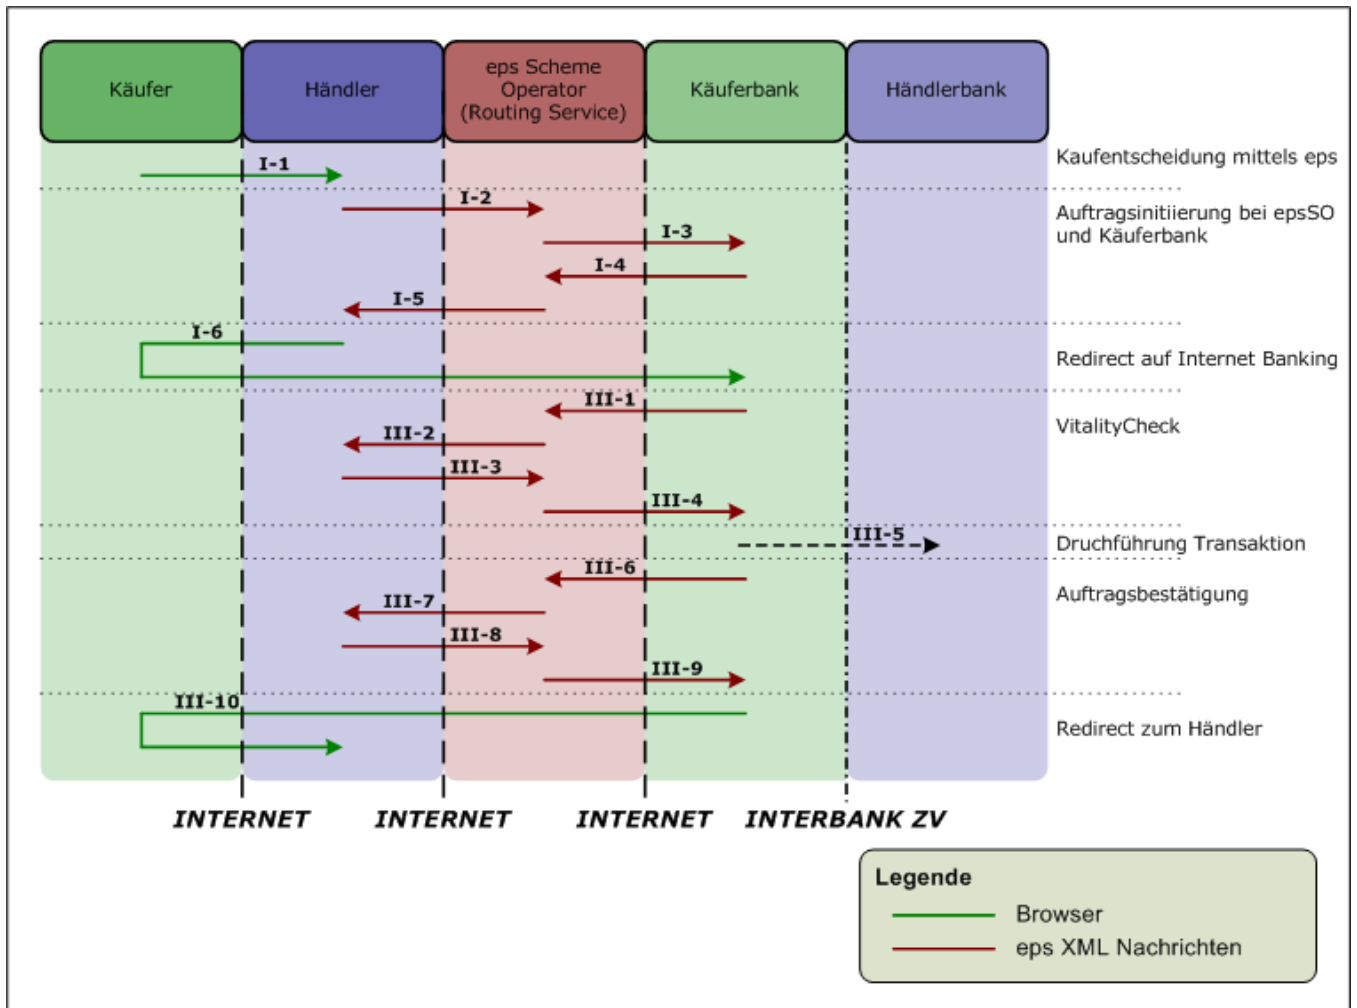 Käufer
Händler
eps Scheme
Operator
(Routing Service)
Käuferbank
Händlerbank
I-1
Kaufentscheidung mittels eps
I-2
Auftragsinitiierung bei epsSO
und Käuferbank
I-3
I-4
I-5
I-6
Redirect auf Internet Banking
III-1
VitalityCheck
III-2
III-3
III-4
III-5
Druchführung Transaktion
III-6
Auftragsbestätigung
III-7
III-8
III-9
III-10
Redirect zum Händler
INTERNET
INTERNET
INTERNET
INTERBANK ZV
Legende
Browser
eps XML Nachrichten